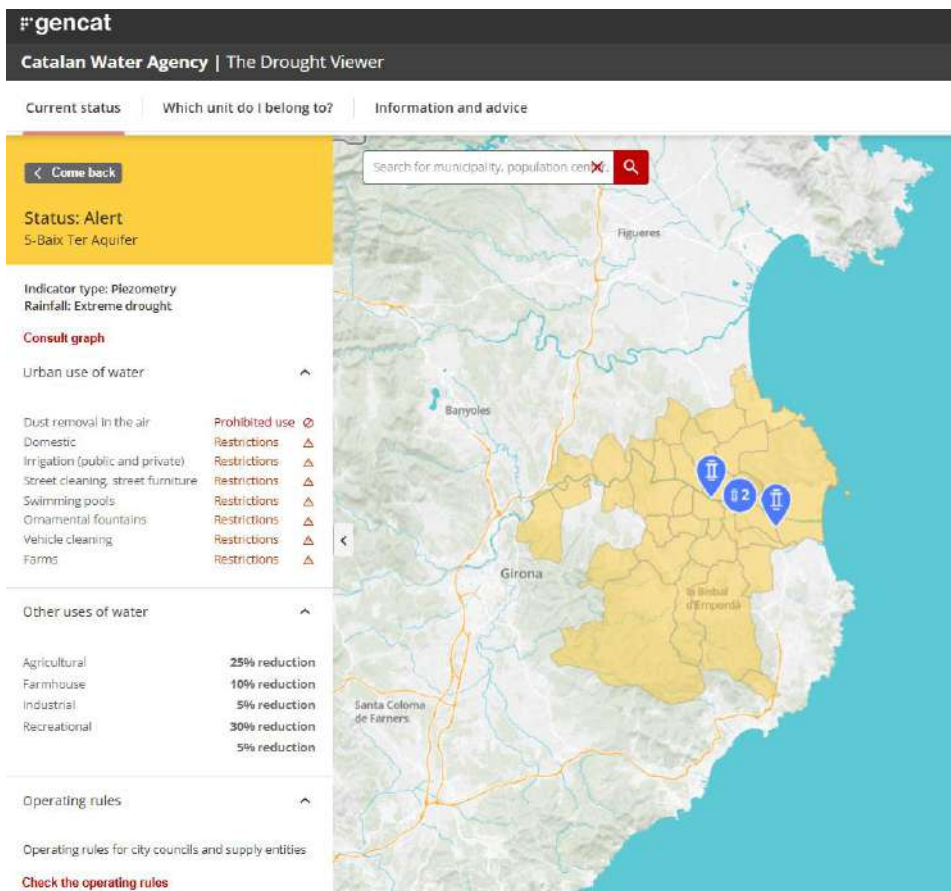 gencat
Catalan Water Agency | The Drought Viewer
Current status
Which unit do I belong to?
Information and advice
Come back
Search for municipality, population center,
Status: Alert
5-Baix Ter Aquifer
Indicator type: Piezometry
Rainfall: Extreme drought
Consult graph
Urban use of water
Dust removal in the air Prohibited use
Domestic Restrictions
Irrigation (public and private) Restrictions
Street cleaning, street furniture Restrictions
Swimming pools Restrictions
Ornamental fountains Restrictions
Vehicle cleaning Restrictions
Farms Restrictions
Other uses of water
Agricultural 25% reduction
Farmhouse 10% reduction
Industrial 5% reduction
Recreational 30% reduction
5% reduction
Operating rules
Operating rules for city councils and supply entities
Check the operating rules
Figueres
Banyoles
2
Girona
la Bisbal
d'Empordà
Santa Coloma
de Farners